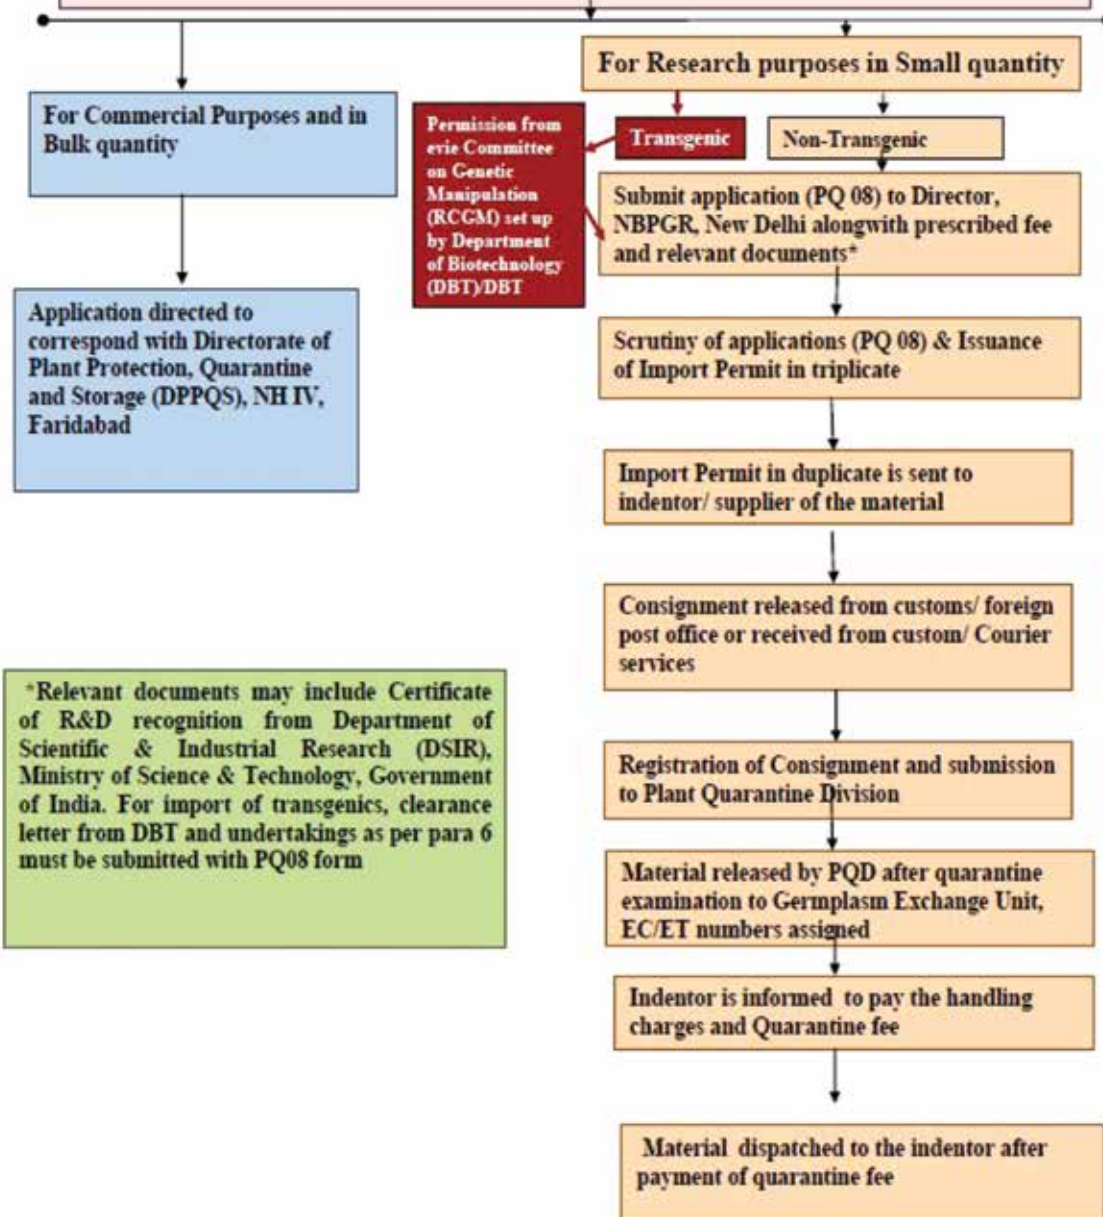 For Research purposes in Small quantity
For Commercial Purposes and in
Bulk quantity
Application directed to
correspond with Directorate of
Plant Protection, Quarantine
and Storage (DPPQS), NH IV,
Faridabad
Permission from
evie Committee
on Genetic
Manipulation
(RCGM) set up
by Department
of Biotechnology
(DBT)/DBT
Transgenic
Non-Transgenic
Submit application (PQ 08) to Director,
NBPGR, New Delhi alongwith prescribed fee
and relevant documents*
Scrutiny of applications (PQ 08) & Issuance
of Import Permit in triplicate
Import Permit in duplicate is sent to
indentor/ supplier of the material
Consignment released from customs/ foreign
post office or received from custom/ Courier
services
Registration of Consignment and submission
to Plant Quarantine Division
Material released by PQD after quarantine
examination to Germplasm Exchange Unit,
EC/ET numbers assigned
Indentor is informed to pay the handling
charges and Quarantine fee
Material dispatched to the indentor after
payment of quarantine fee
*Relevant documents may include Certificate
of R&D recognition from Department of
Scientific & Industrial Research (DSIR),
Ministry of Science & Technology, Government
of India. For import of transgenics, clearance
letter from DBT and undertakings as per para 6
must be submitted with PQ08 form